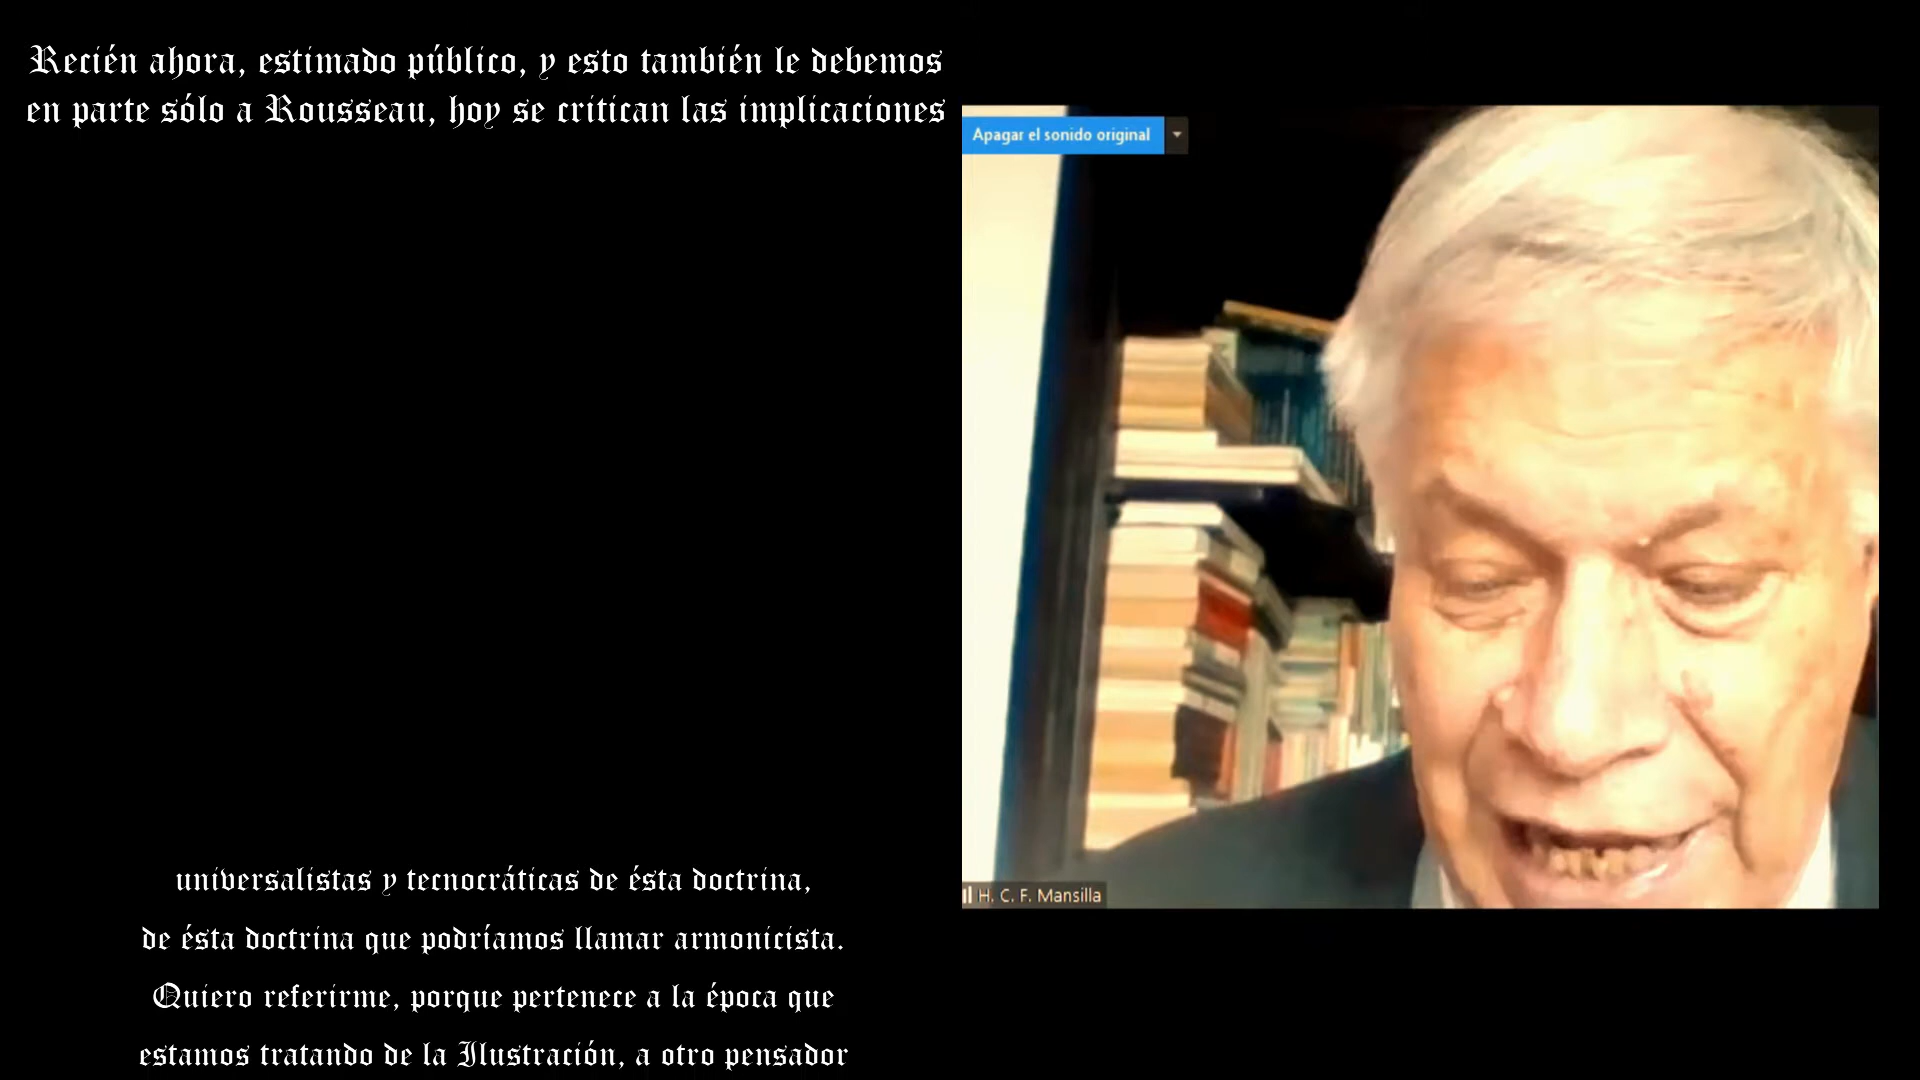 Recién ahora, estimado público, y esto también le debemos
en parte sólo a Rousseau, hoy se critican las implicaciones
Apagar el sonido original
universalistas y tecnocráticas de ésta doctrina,
de ésta doctrina que podríamos llamar armonicista.
Quiero referirme, porque pertenece a la época que
estamos tratando de la Ilustración, a otro pensador
H. C. F. Mansilla